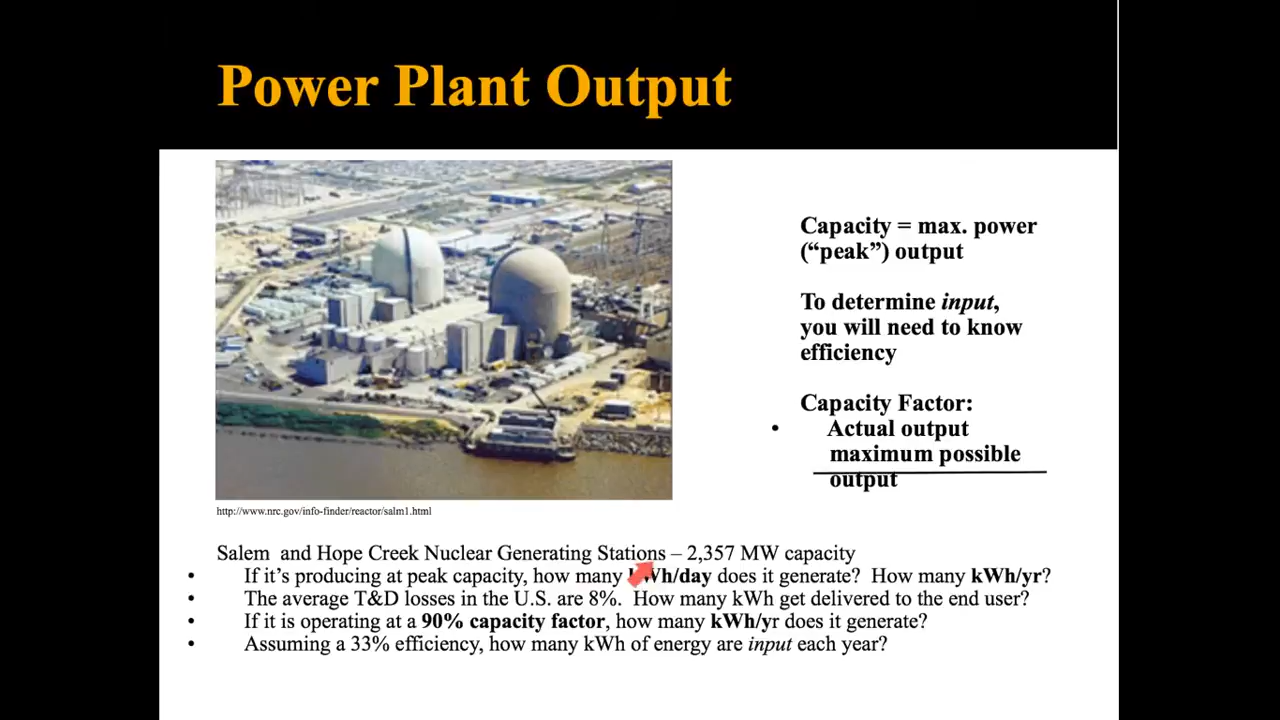 Power Plant Output
Capacity = max. power
(“peak”) output
To determine input,
you will need to know
efficiency
Capacity Factor:
• Actual output
maximum possible
output
http://www.nrc.gov/info-finder/reactor/salm1.html
Salem and Hope Creek Nuclear Generating Stations – 2,357 MW capacity
• If it’s producing at peak capacity, how many kWh/day does it generate? How many kWh/yr?
• The average T&D losses in the U.S. are 8%. How many kWh get delivered to the end user?
• If it is operating at a 90% capacity factor, how many kWh/yr does it generate?
• Assuming a 33% efficiency, how many kWh of energy are input each year?